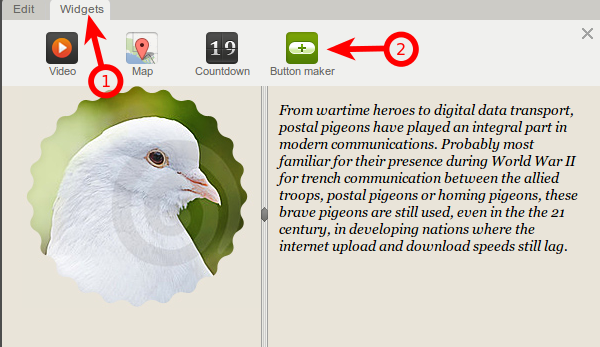 Edit Widgets
19
Video Map Countdown Button maker
1
2
From wartime heroes to digital data transport,
postal pigeons have played an integral part in
modern communications. Probably most
familiar for their presence during World War II
for trench communication between the allied
troops, postal pigeons or homing pigeons, these
brave pigeons are still used, even in the the 21
century, in developing nations where the
internet upload and download speeds still lag.